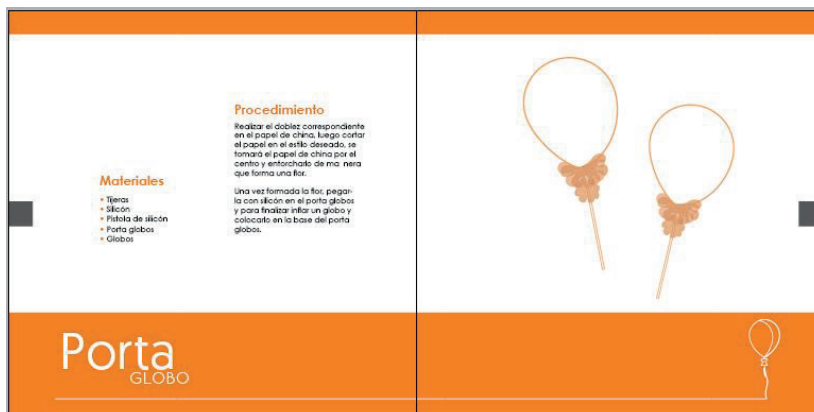 Materiales
• Tijeras
• Silicón
• Pistola de silicón
• Porta globos
• Globos
Procedimiento
Realizar el doblez correspondiente
en el papel de china, luego cortar
el papel en el estilo deseado, se
tomará el papel de china por el
centro y entorcharlo de ma nera
que forma una flor.
Una vez formada la flor, pegar-
la con silicón en el porta globos
y para finalizar inflar un globo y
colocarlo en la base del porta
globos.
Porta
GLOBO